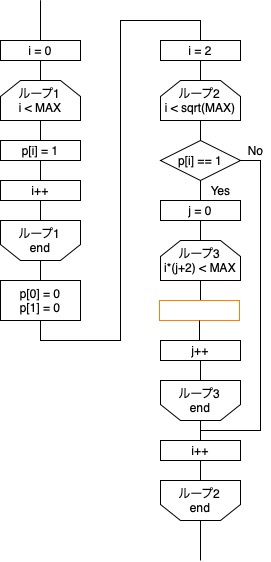 i = 0
ループ1
i < MAX
p[i] = 1
i++
ループ1
end
p[0] = 0
p[1] = 0
i = 2
ループ2
i < sqrt(MAX)
p[i] == 1
No
Yes
j = 0
ループ3
i*(j+2) < MAX
j++
ループ3
end
i++
ループ2
end